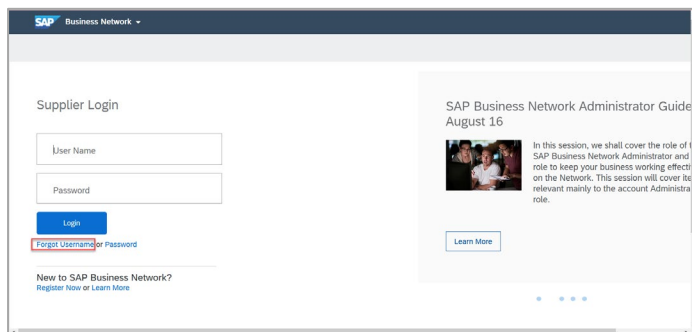 SAP Business Network
Supplier Login
User Name
Password
Login
Forgot Username or Password
New to SAP Business Network?
Register Now or Learn More
SAP Business Network Administrator Guide
August 16
In this session, we shall cover the role of
SAP Business Network Administrator and
role to keep your business working effecti
on the Network. This session will cover ite
relevant mainly to the account Administra
role.
Learn More